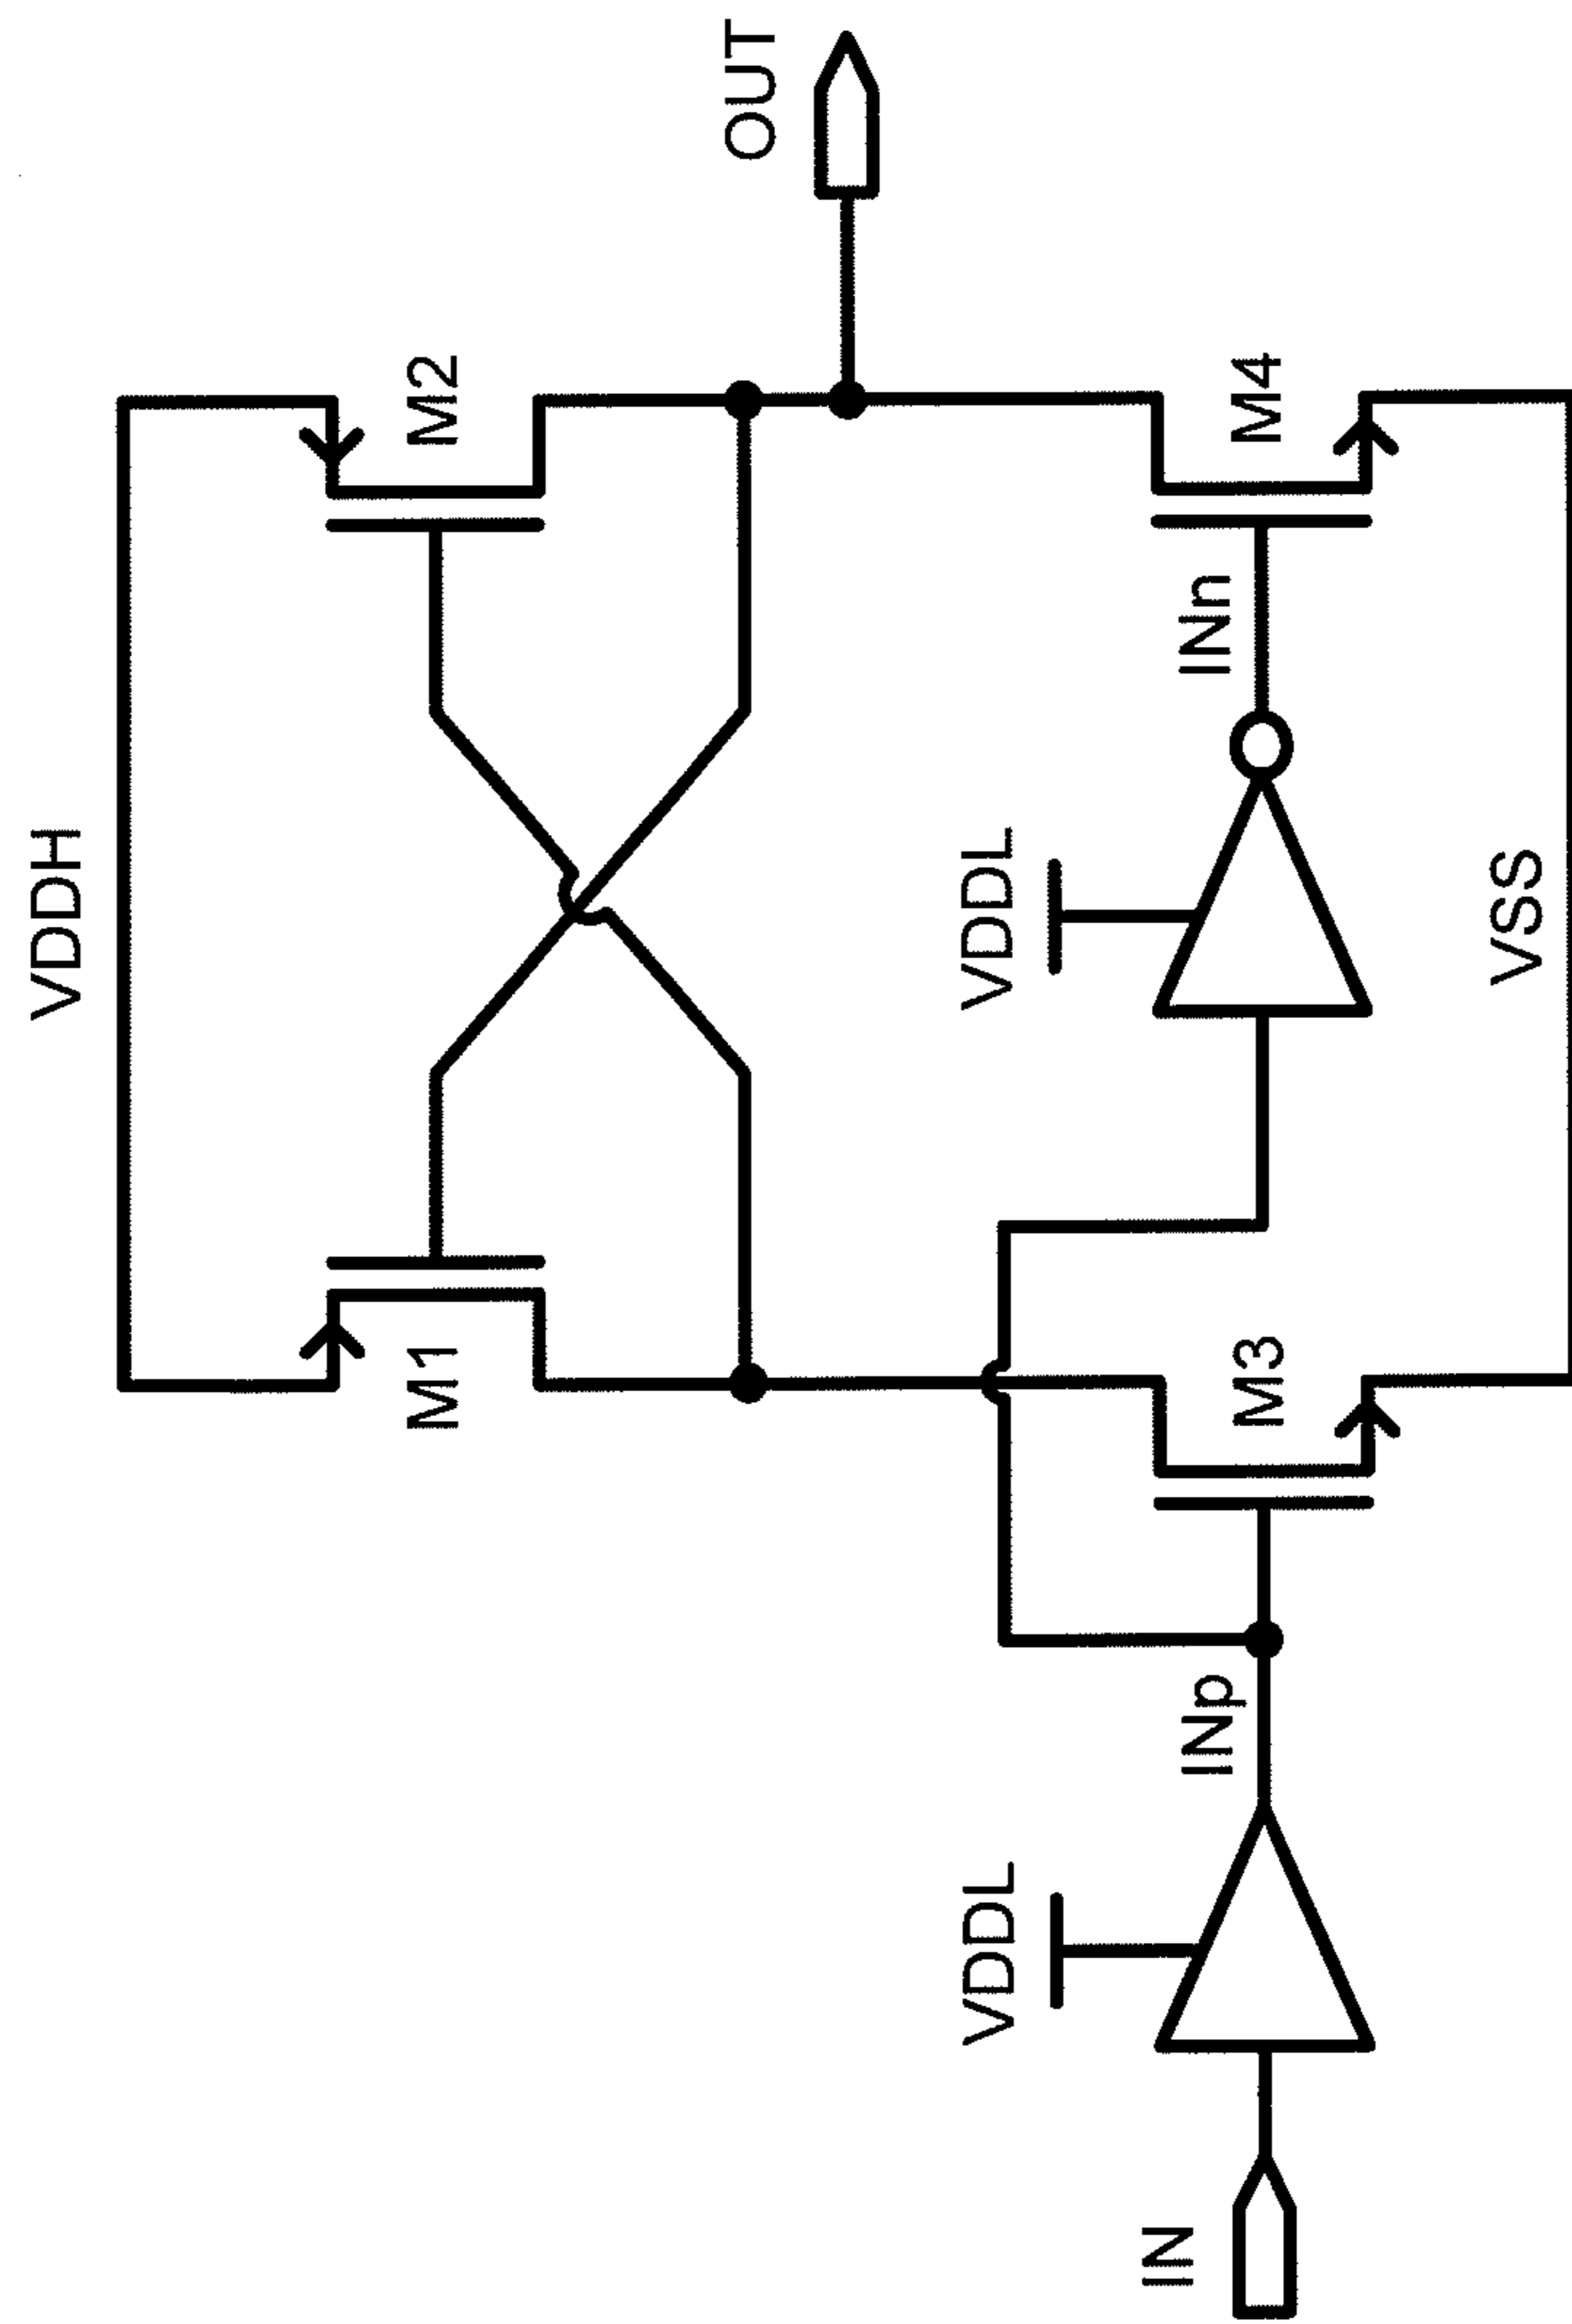 VDDH
M1
M2
OUT
VDDL
VDDL
IN
INp
M3
INn
M4
VSS